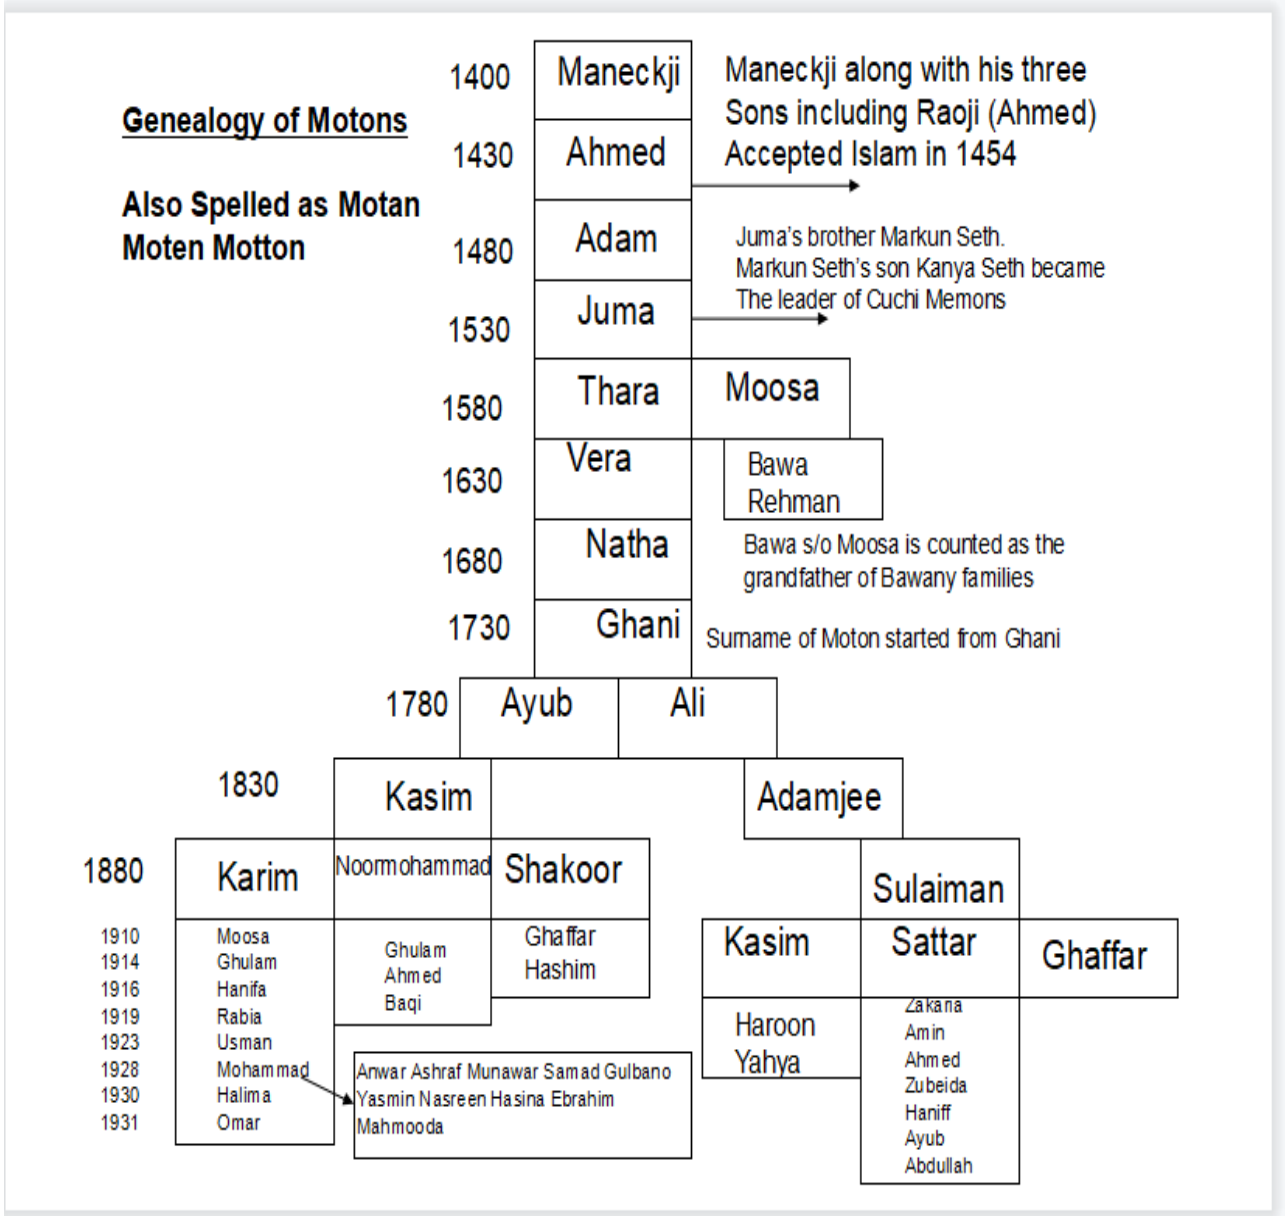 Genealogy of Motons
Also Spelled as Motan
Moten Motton
1400
Maneckji
Maneckji along with his three
Sons including Raoji (Ahmed)
Accepted Islam in 1454
1430
Ahmed
1480
Adam
Juma's brother Markun Seth.
Markun Seth's son Kanya Seth became
The leader of Cuchi Memons
1530
Juma
1580
Thara
Moosa
1630
Vera
Bawa
Rehman
1680
Natha
Bawa s/o Moosa is counted as the
grandfather of Bawany families
1730
Ghani
Surname of Moton started from Ghani
1780
Ayub
Ali
1830
Kasim
Adamjee
1880
Karim
Noormohammad
Shakoor
Sulaiman
Kasim
Sattar
Ghaffar
1910
Moosa
1914
Ghulam
1916
Hanifa
1919
Rabia
1923
Usman
1928
Mohammad
1930
Halima
1931
Omar
Ghulam
Ahmed
Baqi
Ghaffar
Hashim
Anwar Ashraf Munawar Samad Gulbano
Yasmin Nasreen Hasina Ebrahim
Mahmooda
Haroon
Yahya
Zakaria
Amin
Ahmed
Zubeida
Haniff
Ayub
Abdullah